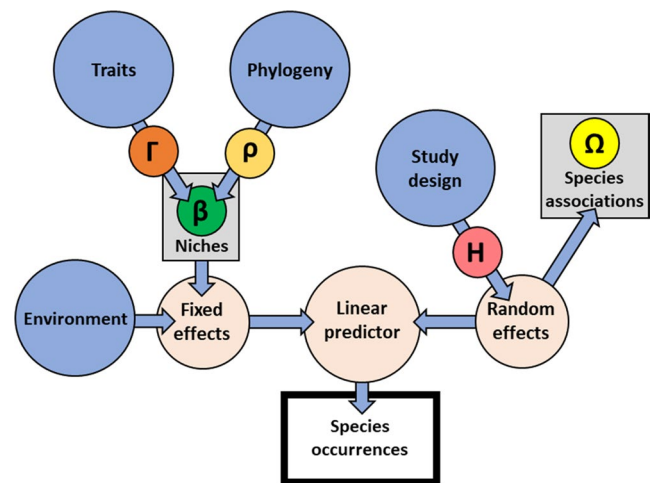 Traits
Phylogeny
Γ
ρ
β
Niches
Study
design
Ω
Species
associations
H
Environment
Fixed
effects
Linear
predictor
Random
effects
Species
occurrences